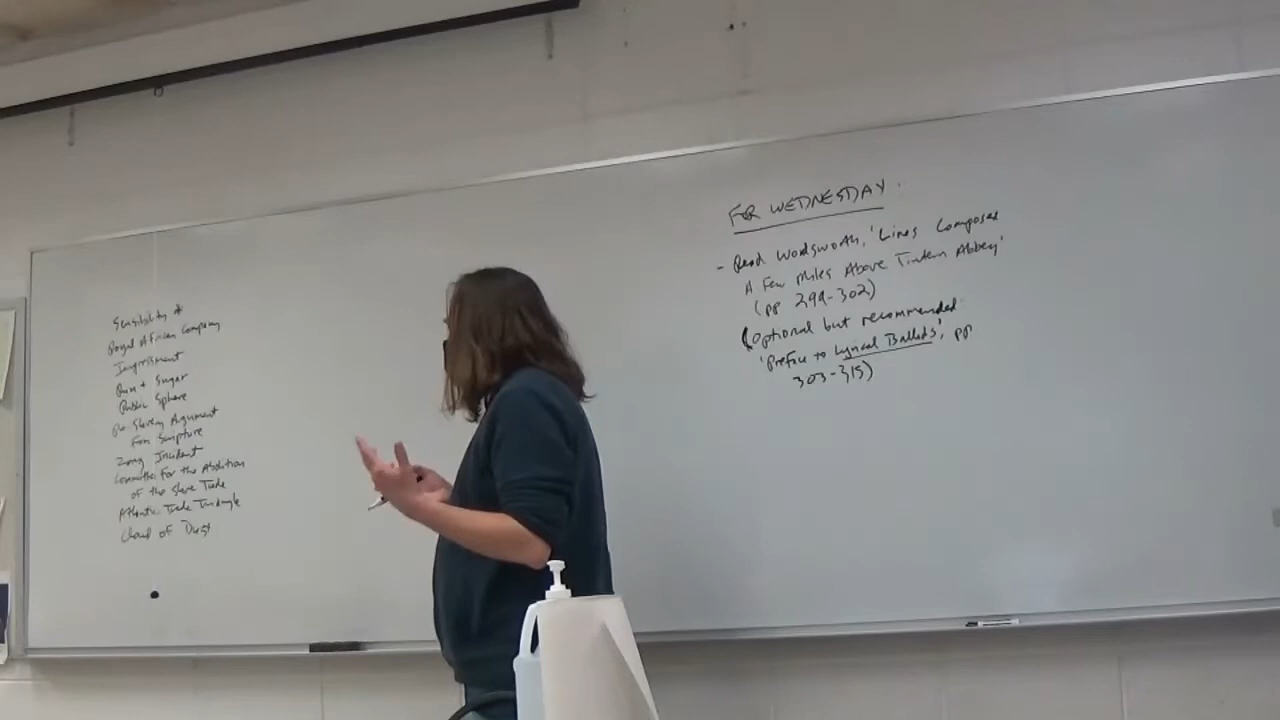 Sensibility *
Royal African Company
Impressment
Rum + Sugar
Public Sphere
Pro-Slavery Argument
From Scripture
Zong Incident
Committee for the Abolition
of the Slave Trade
Atlantic Trade Triangle
Cloud of Dust
FOR WEDNESDAY.
- Read Wordsworth, 'Lines Composed
A Few Miles Above Tintern Abbey'
(pp 299-302)
(optional but recommended
'Preface to Lyrical Ballads', pp
303-315)